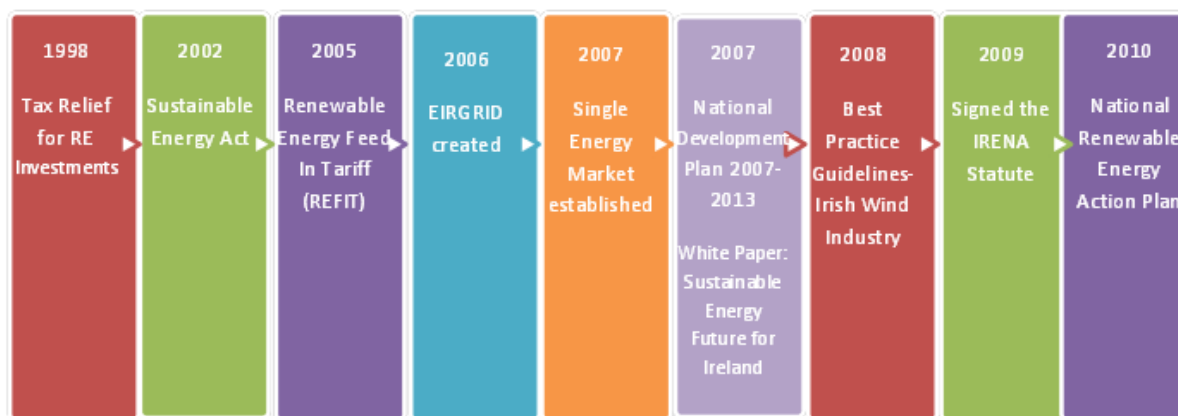 1998
Tax Relief
for RE
Investments
2002
Sustainable
Energy Act
2005
Renewable
Energy Feed
In Tariff
(REFIT)
2006
EIRGRID
created
2007
Single
Energy
Market
established
2007
National
Development
Plan 2007-
2013
White Paper:
Sustainable
Energy
Future for
Ireland
2008
Best
Practice
Guidelines-
Irish Wind
Industry
2009
Signed the
IRENA
Statute
2010
National
Renewable
Energy
Action Plan